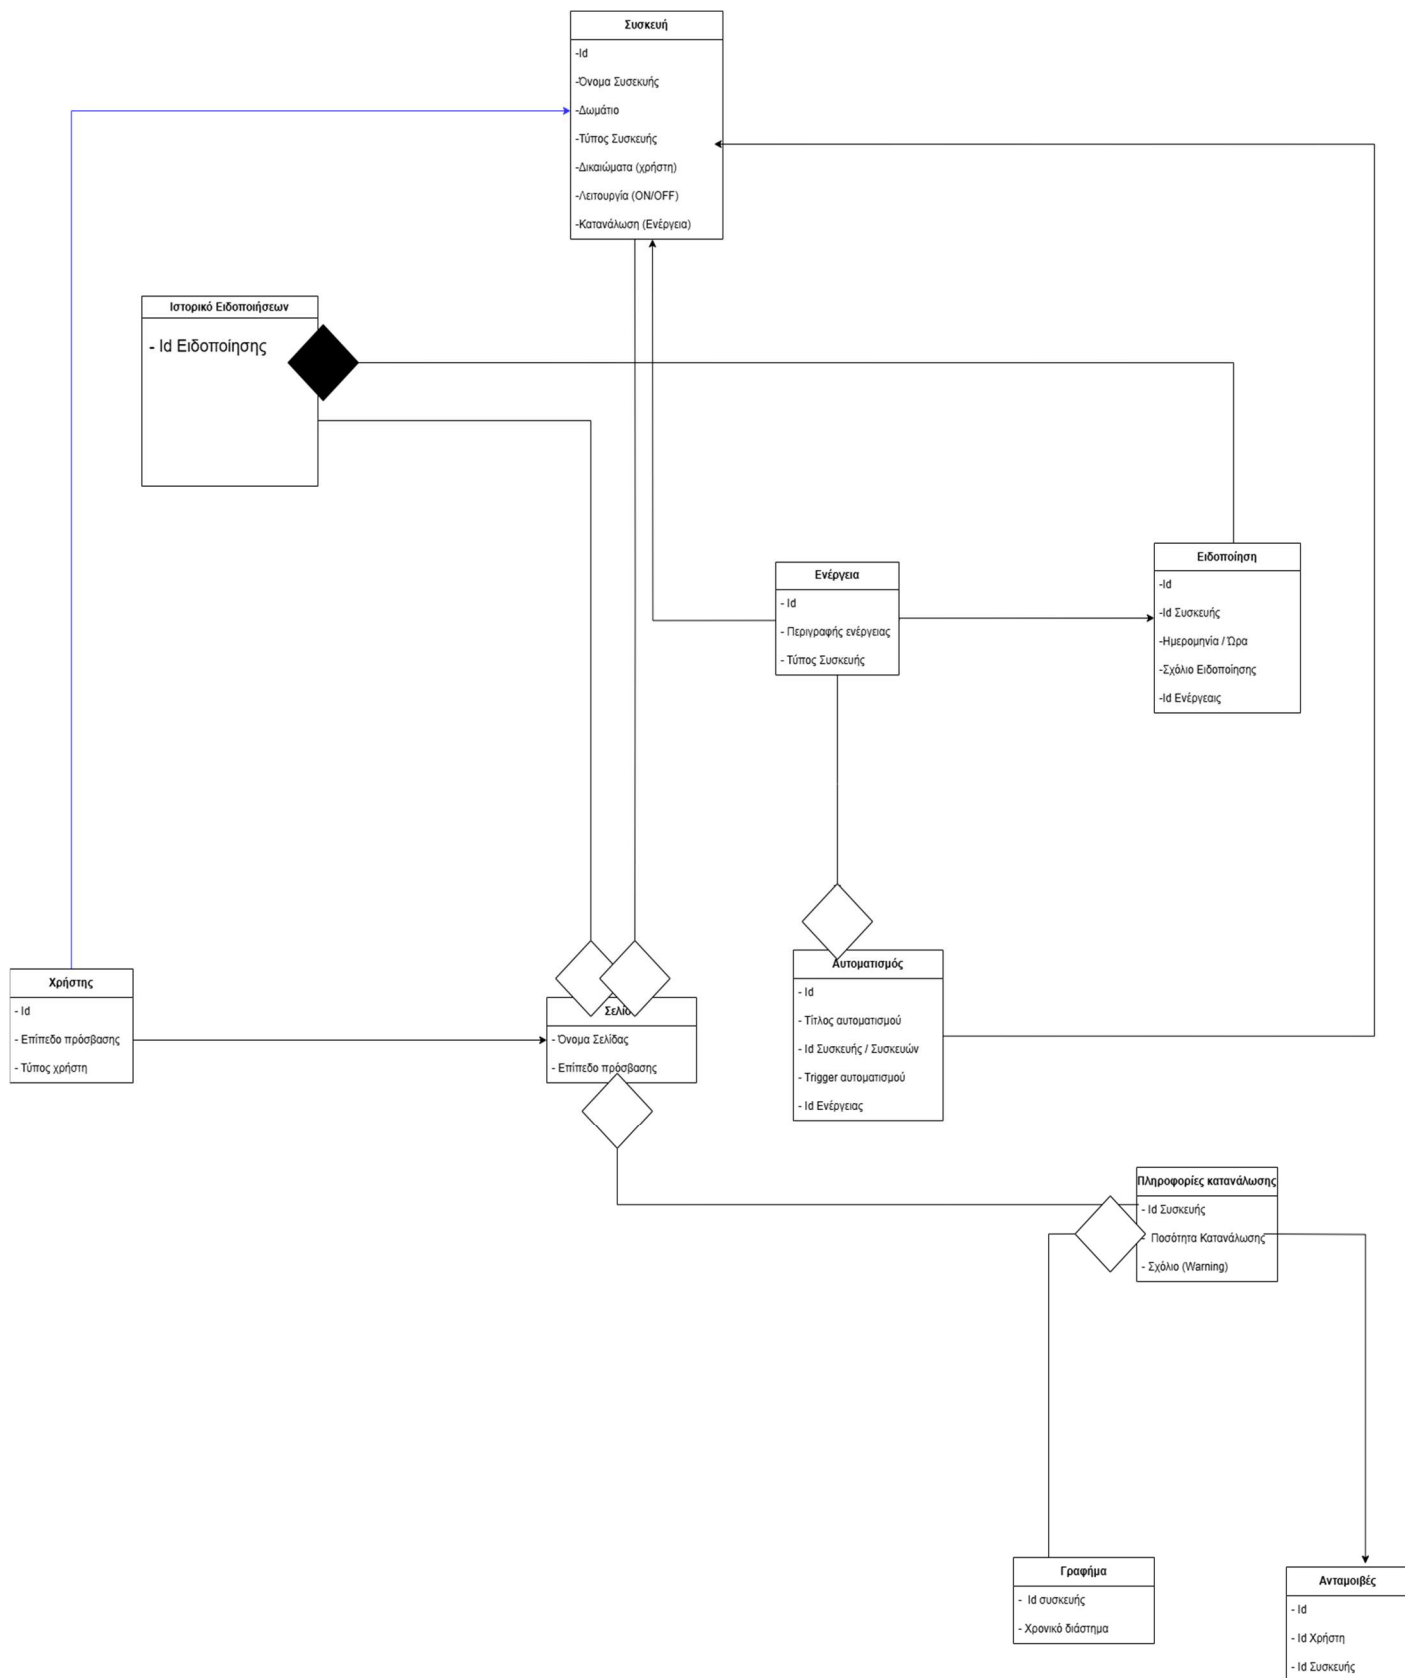 Συσκευή
-Id
-Όνομα Συσεκυής
-Δωμάτιο
-Τύπος Συσκευής
-Δικαιώματα (χρήστη)
-Λειτουργία (ON/OFF)
-Κατανάλωση (Ενέργεια)
Ιστορικό Ειδοποιήσεων
- Id Ειδοποίησης
Ειδοποίηση
-Id
-Id Συσκευής
-Ημερομηνία / Ώρα
-Σχόλιο Ειδοποίησης
-Id Ενέργεαις
Ενέργεια
- Id
- Περιγραφής ενέργειας
- Τύπος Συσκευής
Χρήστης
- Id
- Επίπεδο πρόσβασης
- Τύπος χρήστη
- Όνομα Σελίδας
- Επίπεδο πρόσβασης
Αυτοματισμός
- Id
- Τίτλος αυτοματισμού
- Id Συσκευής / Συσκευών
- Trigger αυτοματισμού
- Id Ενέργειας
Πληροφορίες κατανάλωσης
- Id Συσκευής
- Ποσότητα Κατανάλωσης
- Σχόλιο (Warning)
Γραφήμα
- Id συσκευής
- Χρονικό διάστημα
Ανταμοιβές
- Id
- Id Χρήστη
- Id Συσκευής